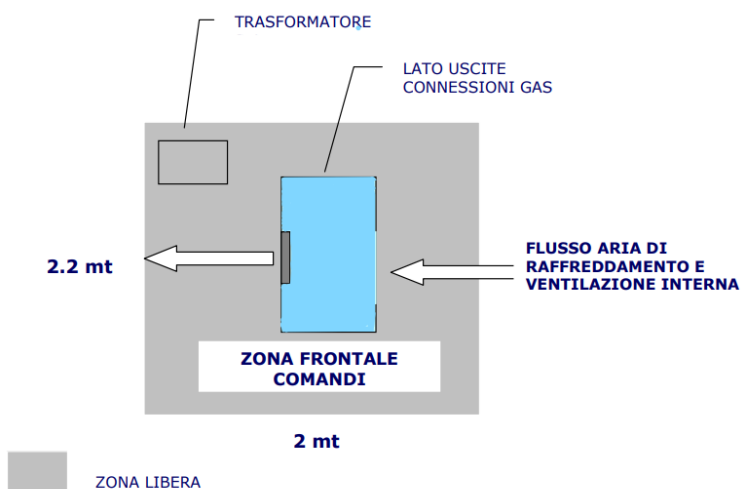 TRASFORMATORE
LATO USCITE
CONNESSIONI GAS
2.2 mt
FLUSSO ARIA DI
RAFFREDDAMENTO E
VENTILAZIONE INTERNA
ZONA FRONTALE
COMANDI
2 mt
ZONA LIBERA